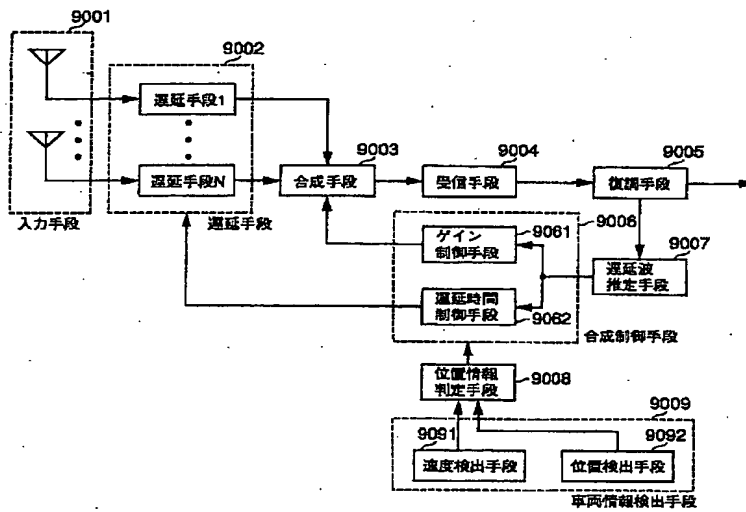 9001
9002
遅延手段1
9003
9004
9005
遅延手段N
合成手段
受信手段
復調手段
入力手段
遅延手段
9006
ゲイン
制御手段
9061
9007
遅延波
推定手段
遅延時間
制御手段
9062
合成制御手段
位置情報
判定手段
9008
9009
9091
9092
速度検出手段
位置検出手段
車両情報検出手段